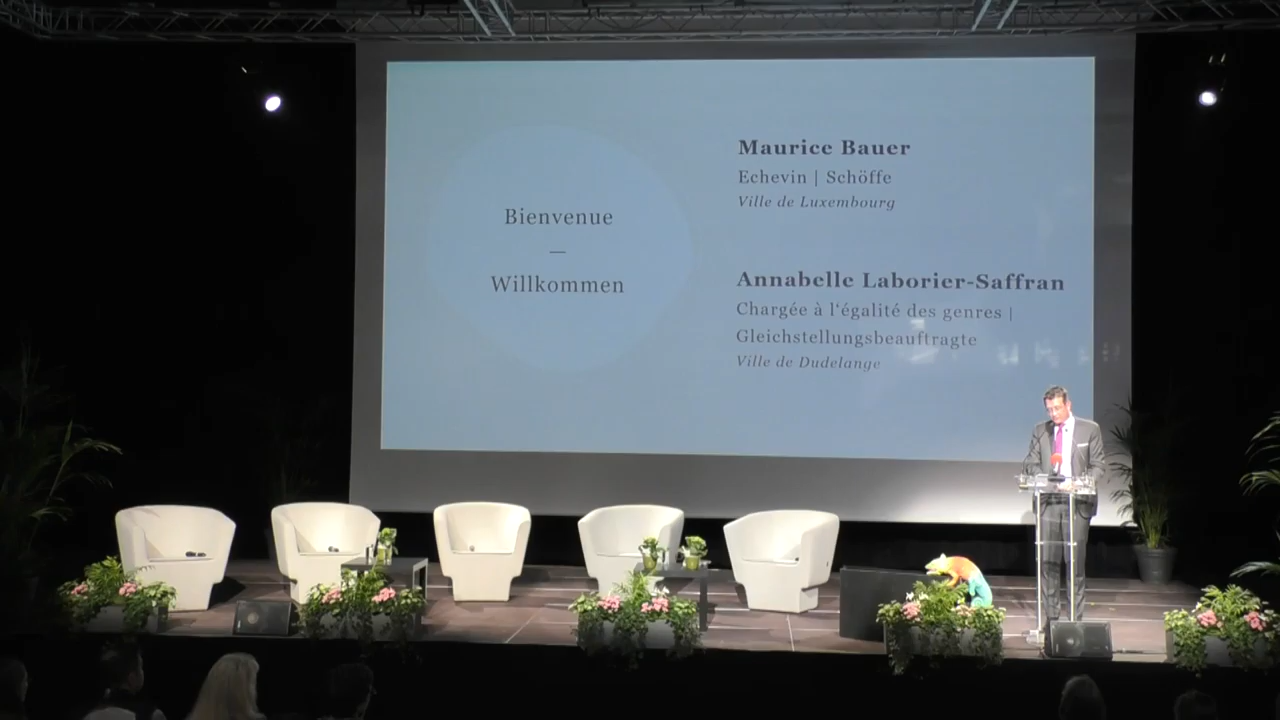 Bienvenue
—
Willkommen
Maurice Bauer
Echevin | Schöffe
Ville de Luxembourg
Annabelle Laborier-Saffran
Chargée à l‘égalité des genres |
Gleichstellungsbeauftragte
Ville de Dudelange